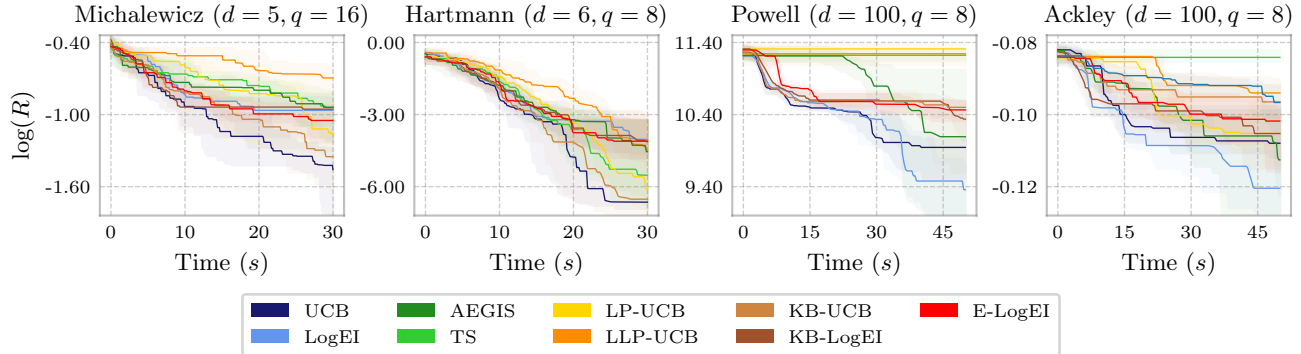 Michalewicz (d = 5, q = 16)
Hartmann (d = 6, q = 8)
Powell (d = 100, q = 8)
Ackley (d = 100, q = 8)
log(R)
-0.40
-1.00
-1.60
0 10 20 30
Time (s)
0.00
-3.00
-6.00
0 10 20 30
Time (s)
11.40
10.40
9.40
0 15 30 45
Time (s)
-0.08
-0.10
-0.12
0 15 30 45
Time (s)
UCB AEGIS LP-UCB KB-UCB E-LogEI
LogEI TS LLP-UCB KB-LogEI